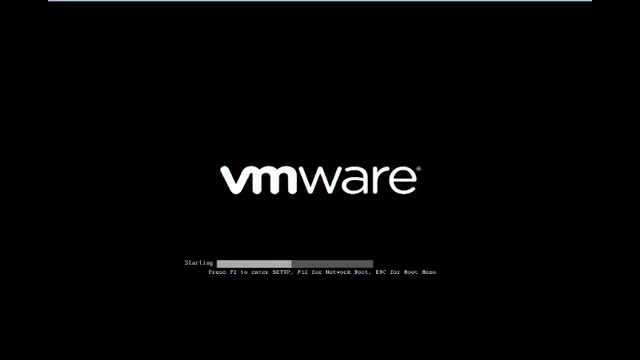 vmware®
Starting
Press F2 to enter SETUP, F12 for Network Boot, ESC for Boot Menu